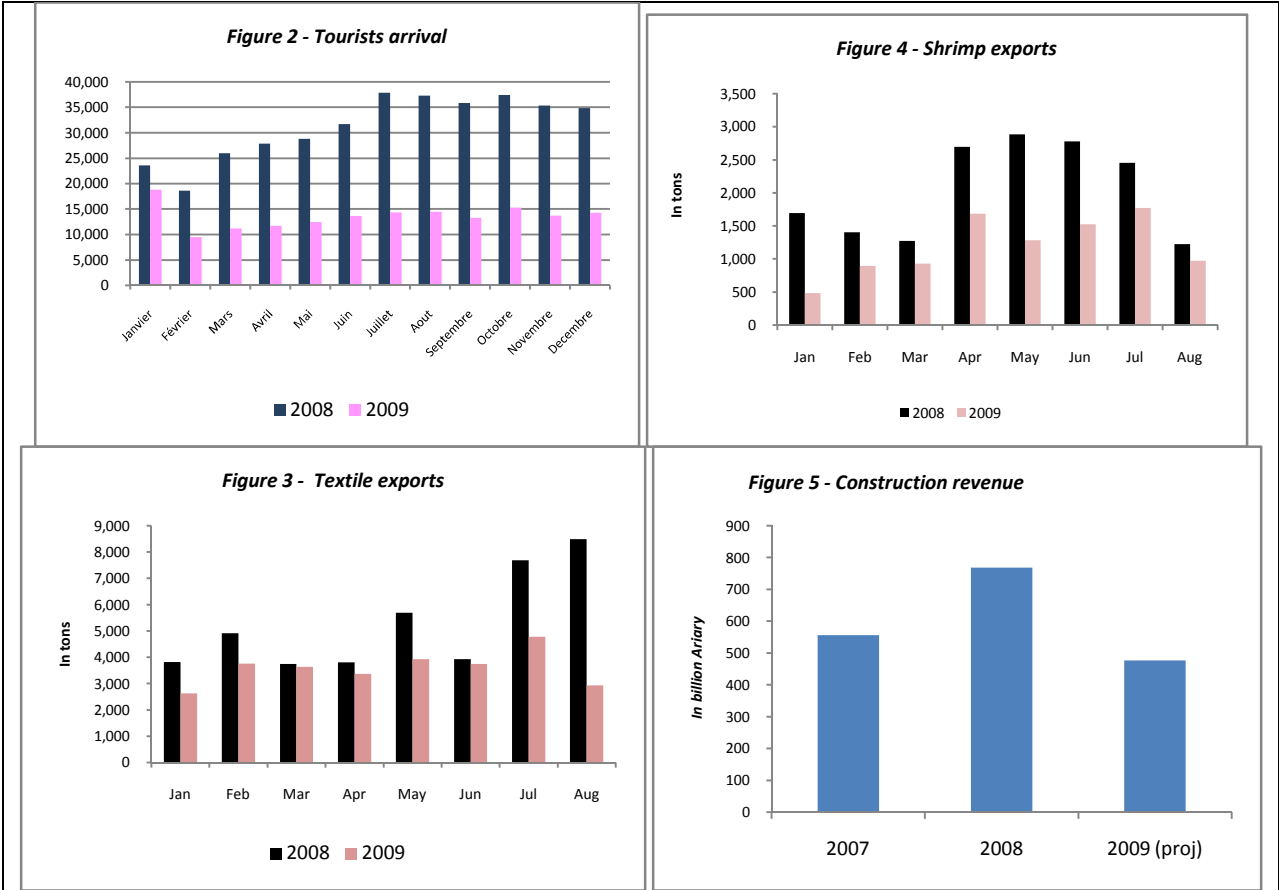 Figure 2 - Tourists arrival
40,000
35,000
30,000
25,000
20,000
15,000
10,000
5,000
0
Janvier
Février
Mars
Avril
Mai
Juin
Juillet
Aout
Septembre
Octobre
Novembre
Decembre
2008 2009
Figure 4 - Shrimp exports
In tons
3,500
3,000
2,500
2,000
1,500
1,000
500
0
Jan Feb Mar Apr May Jun Jul Aug
2008 2009
Figure 3 - Textile exports
In tons
9,000
8,000
7,000
6,000
5,000
4,000
3,000
2,000
1,000
0
Jan Feb Mar Apr May Jun Jul Aug
2008 2009
Figure 5 - Construction revenue
In billion Ariary
900
800
700
600
500
400
300
200
100
0
2007 2008 2009 (proj)